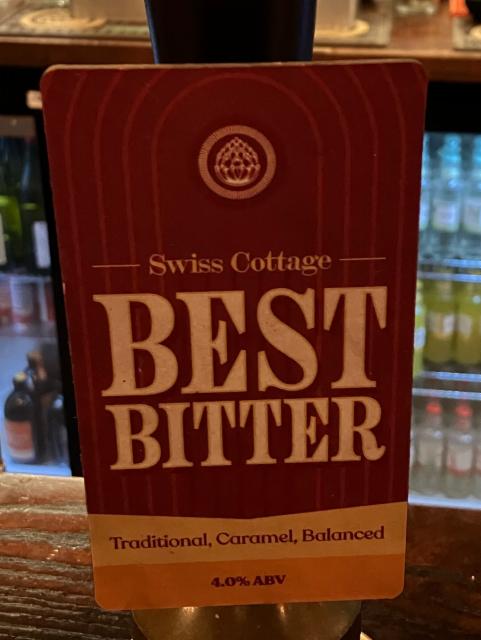 Swiss Cottage
BEST
BITTER
Traditional, Caramel, Balanced
4.0% ABV